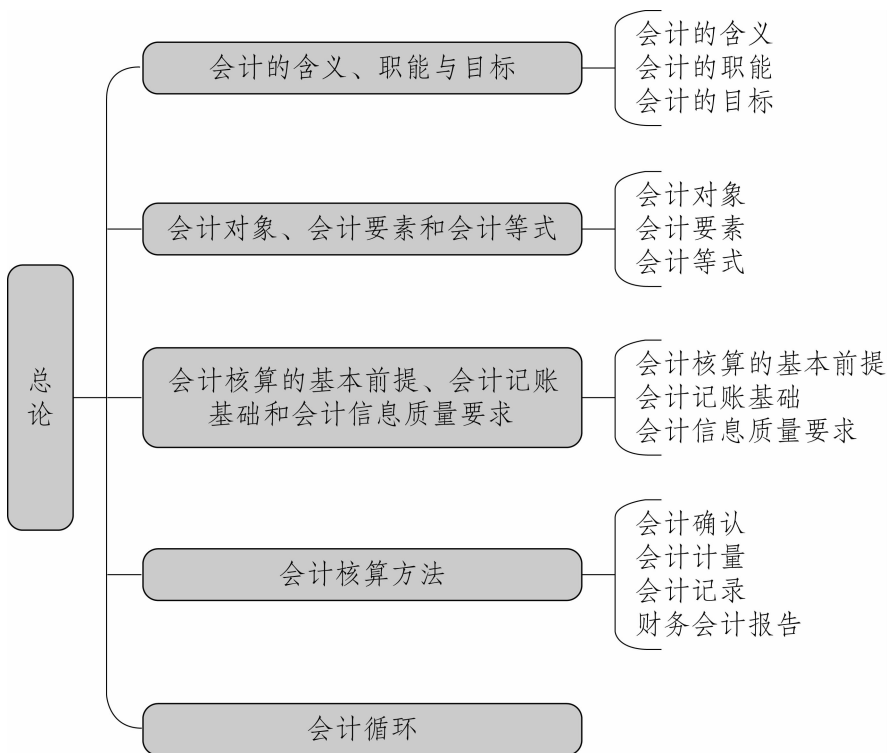 总论
会计的含义、职能与目标
会计的含义
会计的职能
会计的目标
会计对象、会计要素和会计等式
会计对象
会计要素
会计等式
会计核算的基本前提、会计记账
基础和会计信息质量要求
会计核算的基本前提
会计记账基础
会计信息质量要求
会计核算方法
会计确认
会计计量
会计记录
财务会计报告
会计循环